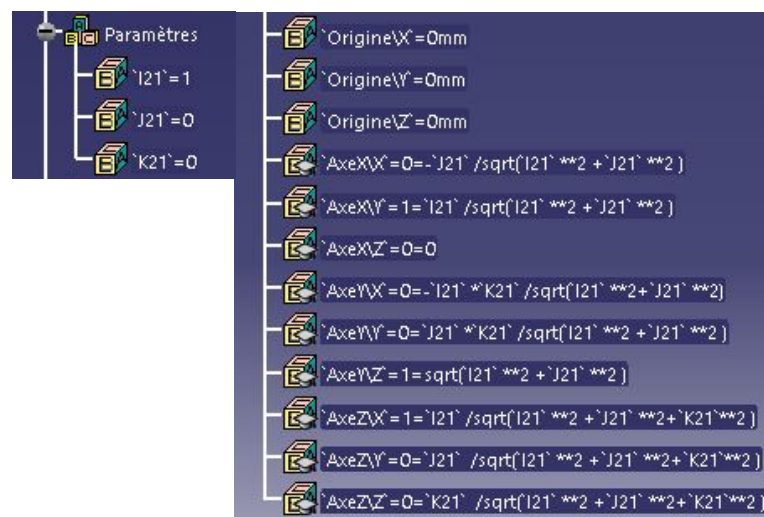 Paramètres
`I21`=1
`J21`=0
`K21`=0
`Origine\X`=0mm
`Origine\Y`=0mm
`Origine\Z`=0mm
`AxeX\X`=0=-`J21` /sqrt(`I21` **2 +`J21` **2 )
`AxeX\Y`=1=`I21` /sqrt(`I21` **2 +`J21` **2 )
`AxeX\Z`=0=0
`AxeY\X`=0=-`I21` *`K21` /sqrt(`I21` **2+`J21` **2)
`AxeY\Y`=0=`J21` *`K21` /sqrt(`I21` **2 +`J21` **2 )
`AxeY\Z`=1=sqrt(`I21` **2 +`J21` **2 )
`AxeZ\X`=1=`I21` /sqrt(`I21` **2 +`J21` **2+`K21`**2 )
`AxeZ\Y`=0=`J21` /sqrt(`I21` **2 +`J21` **2+`K21`**2 )
`AxeZ\Z`=0=`K21` /sqrt(`I21` **2 +`J21` **2+`K21`**2 )